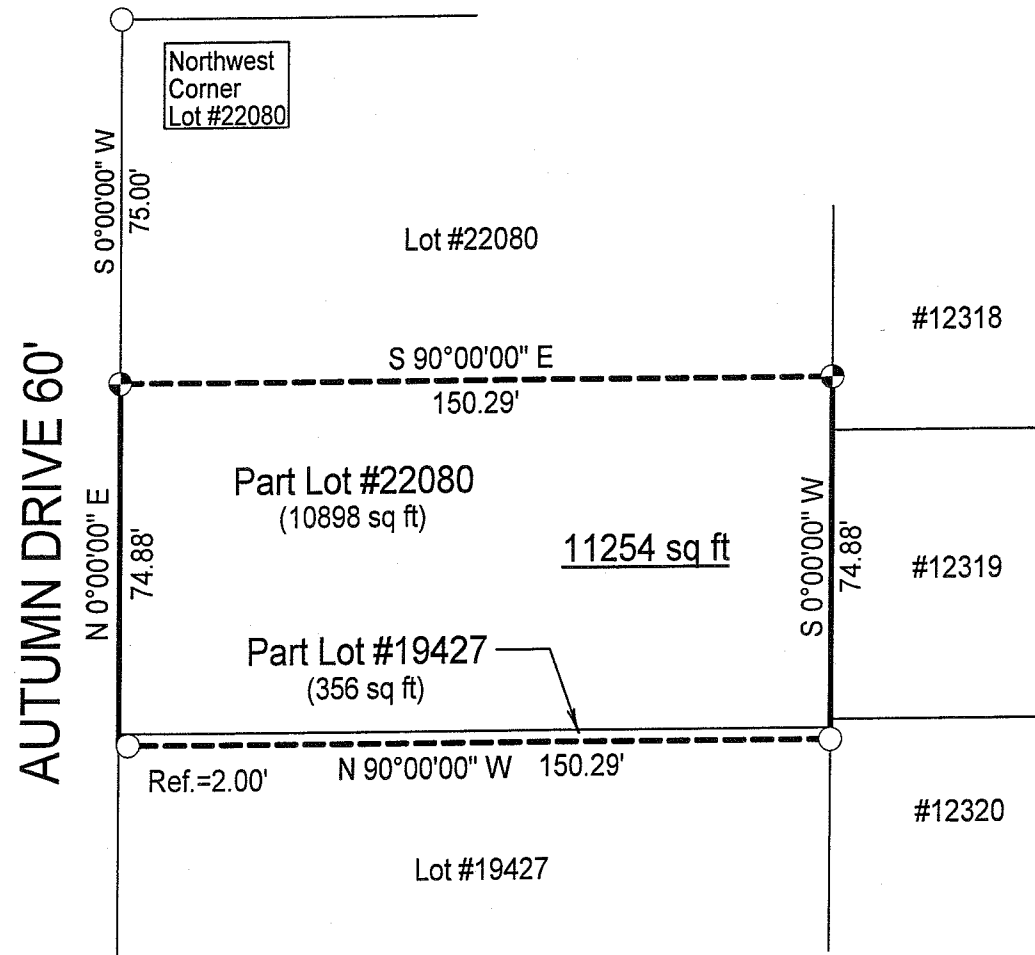 Northwest
Corner
Lot #22080
S 0°00'00" W
75.00'
Lot #22080
#12318
S 90°00'00" E
150.29'
AUTUMN DRIVE 60'
N 0°00'00" E
74.88'
Part Lot #22080
(10898 sq ft)
11254 sq ft
S 0°00'00" W
74.88'
#12319
Part Lot #19427
(356 sq ft)
Ref.=2.00'
N 90°00'00" W 150.29'
#12320
Lot #19427